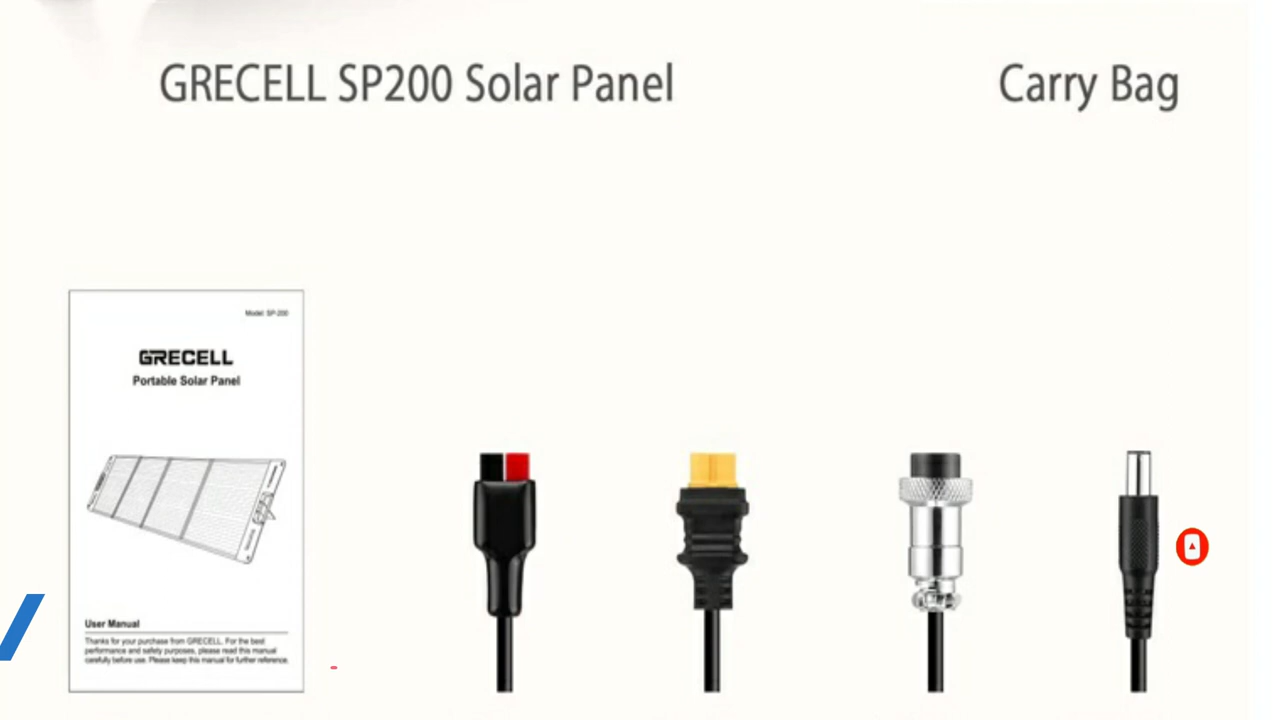 GRECELL SP200 Solar Panel
Carry Bag
Model: SP-200
GRECELL
Portable Solar Panel
User Manual
Thanks for your purchase from GRECELL. For the best
performance and safety purposes, please read this manual
carefully before use. Please keep this manual for further reference.